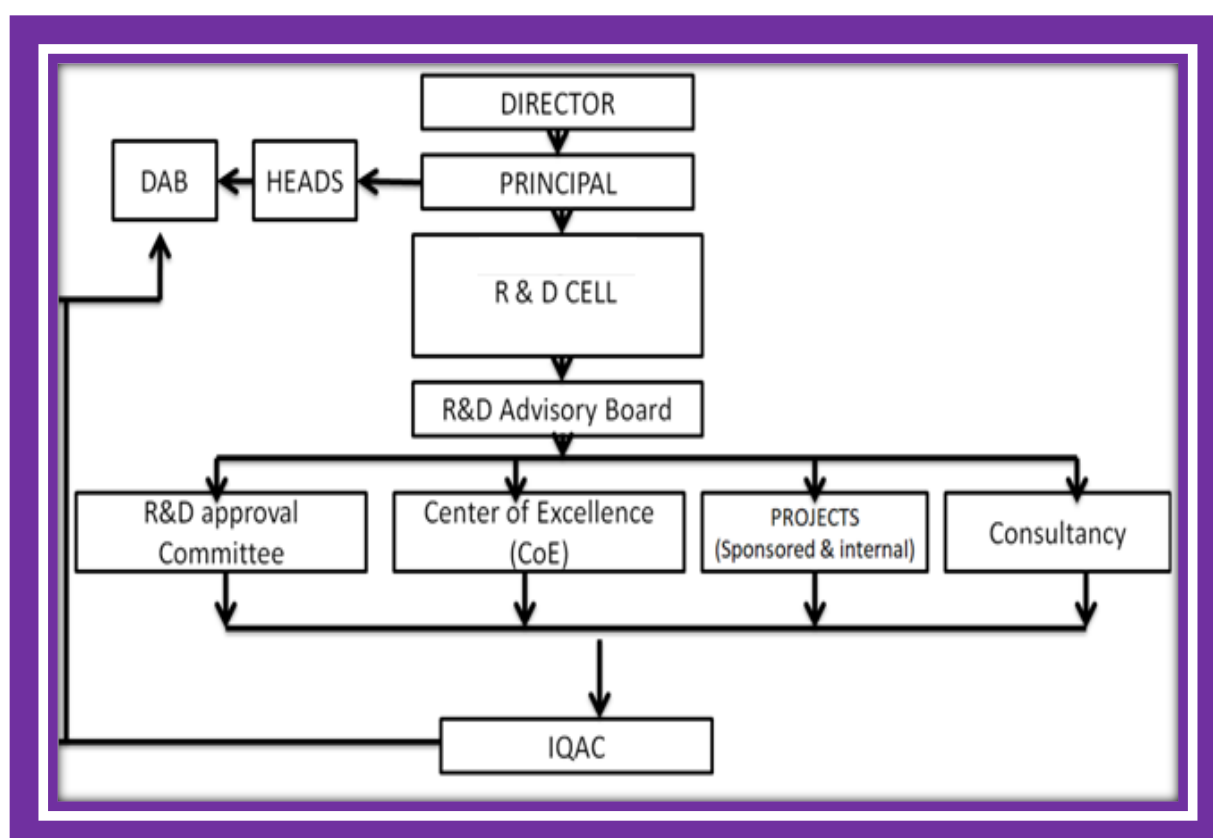 DIRECTOR
PRINCIPAL
HEADS
DAB
R & D CELL
R&D Advisory Board
R&D approval
Committee
Center of Excellence
(CoE)
PROJECTS
(Sponsored & internal)
Consultancy
IQAC